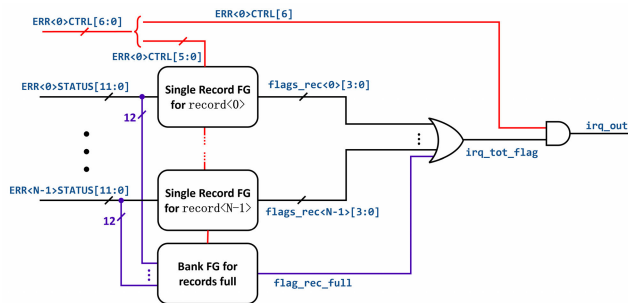 ERR<0>CTRL[6:0]
ERR<0>CTRL[6]
ERR<0>CTRL[5:0]
ERR<0>STATUS[11:0]
12
Single Record FG
for record<0>
flags_rec<0>[3:0]
irq_tot_flag
irq_out
ERR<N-1>STATUS[11:0]
12
Single Record FG
for record<N-1>
flags_rec<N-1>[3:0]
Bank FG for
records full
flag_rec_full